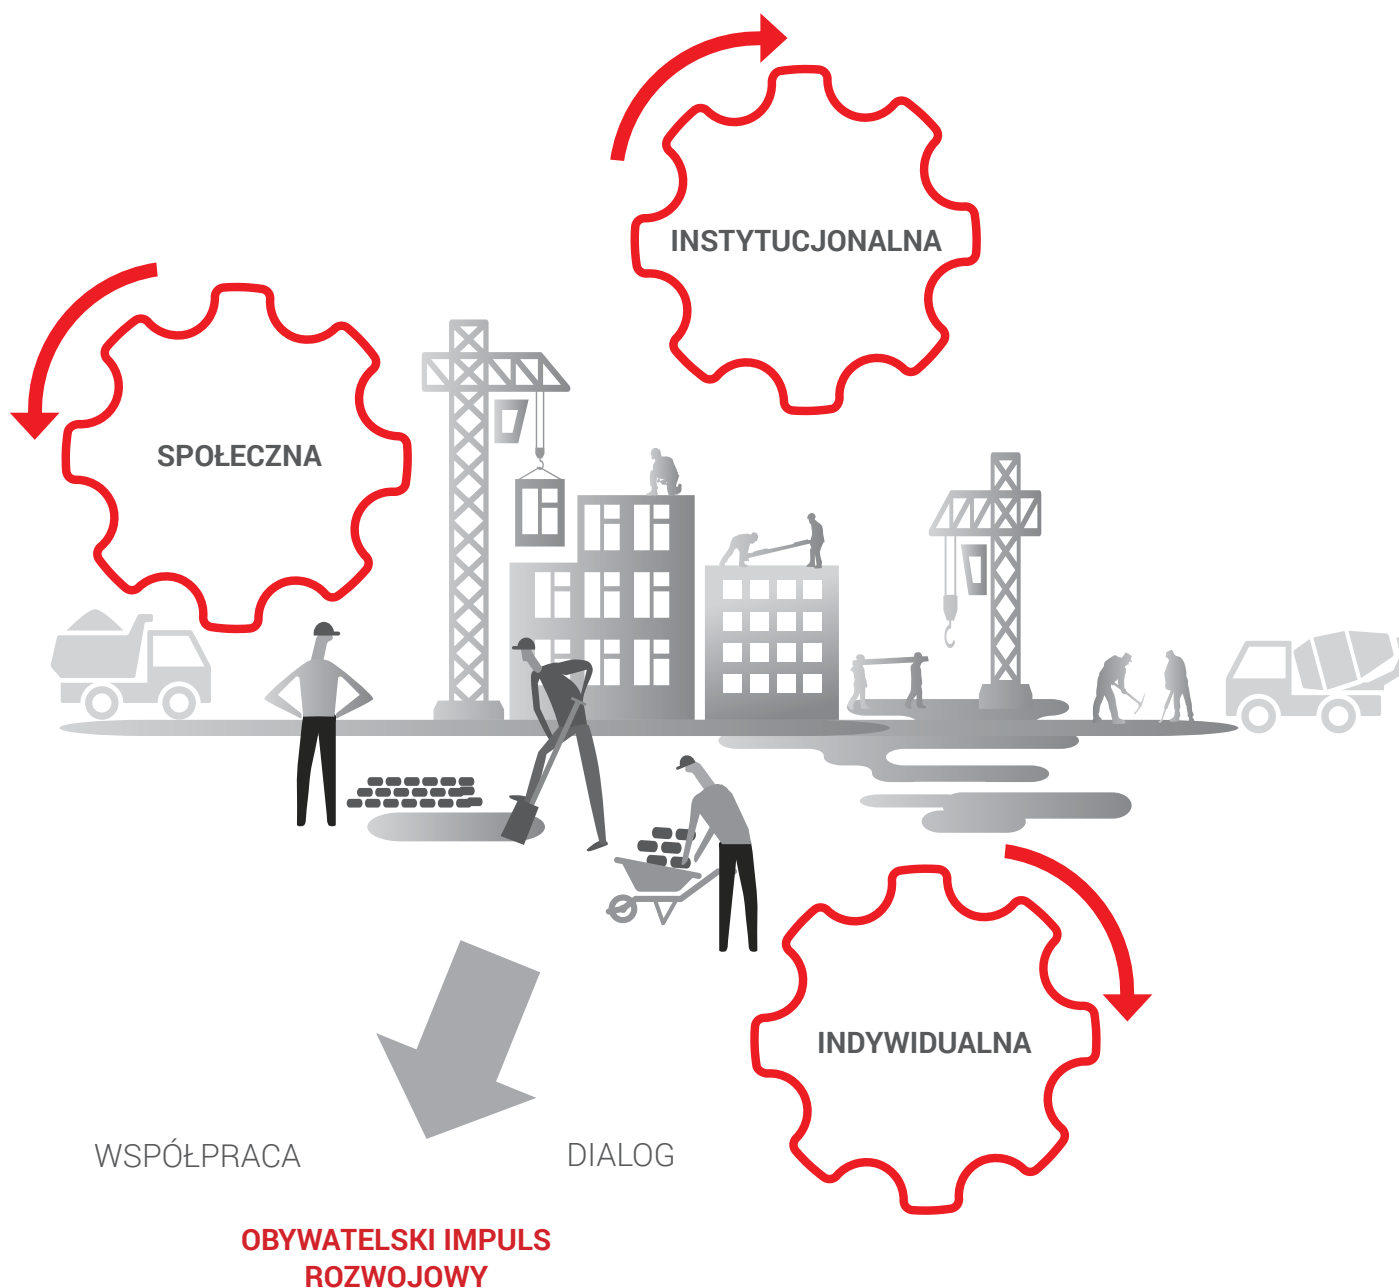 INSTYTUCJONALNA
SPOŁECZNA
INDYWIDUALNA
WSPÓŁPRACA
DIALOG
OBYWATELSKI IMPULS
ROZWOJOWY